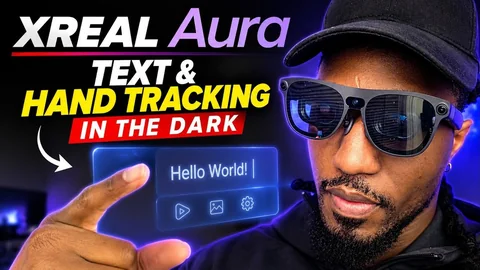 XREAL Aura
TEXT &
HAND TRACKING
IN THE DARK
Hello World!